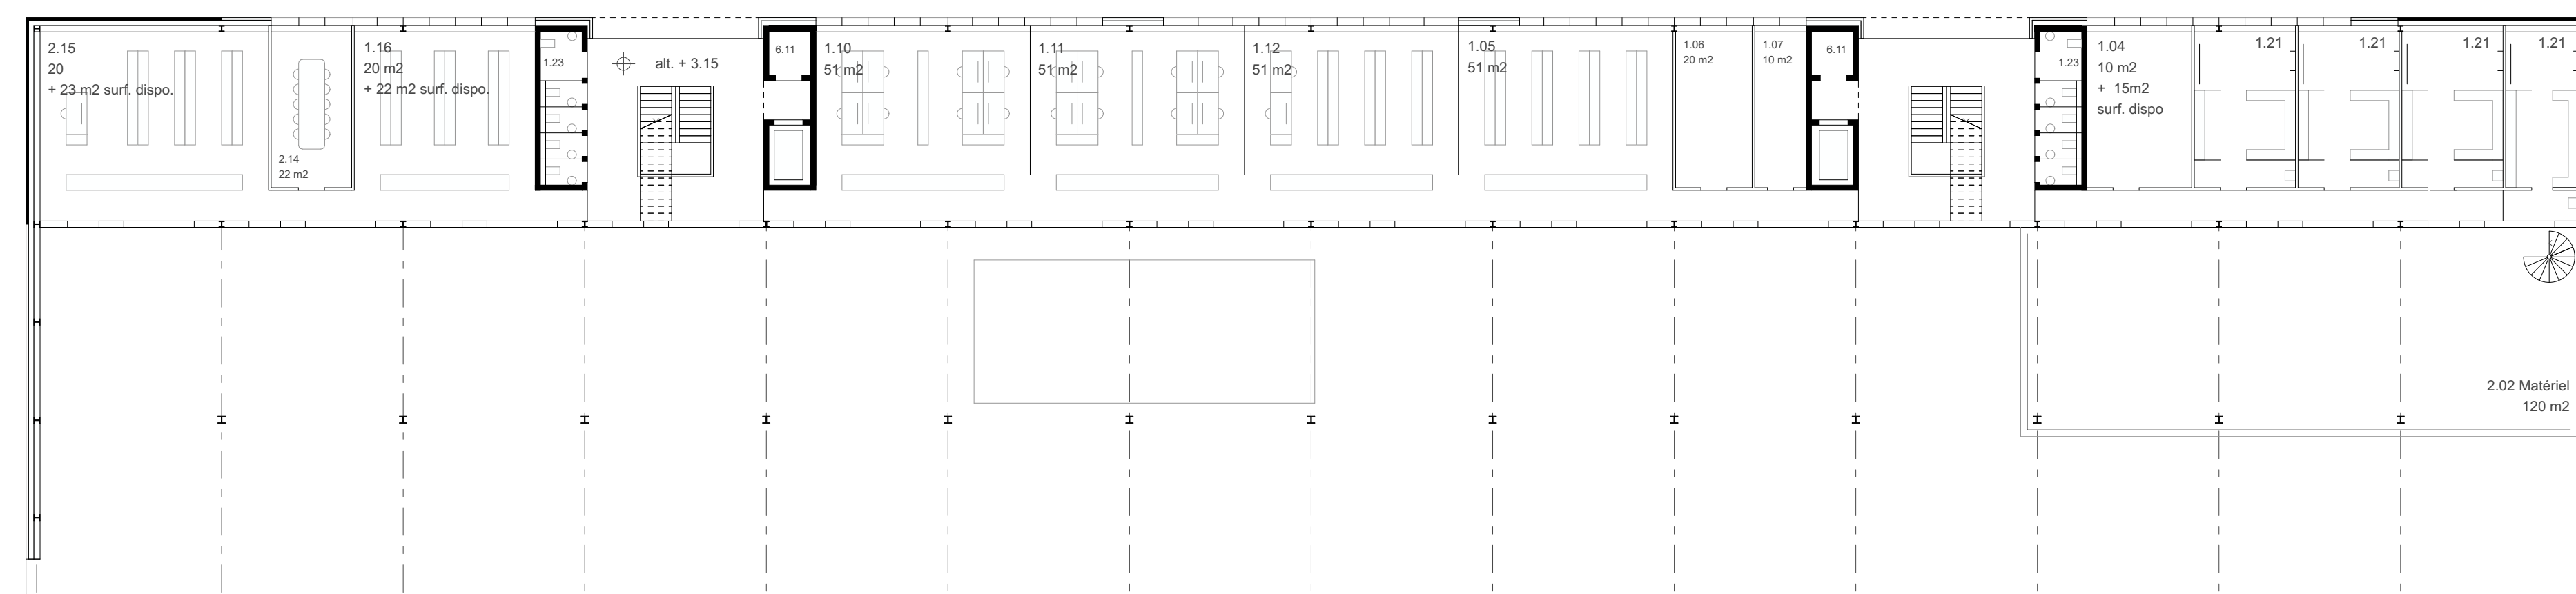 2.15
20
+ 23 m2 surf. dispo.
2.14
22 m2
1.16
20 m2
+ 22 m2 surf. dispo.
1.23
alt. + 3.15
6.11
1.10
51 m2
1.11
51 m2
1.12
51 m2
1.05
51 m2
1.06
20 m2
1.07
10 m2
6.11
1.23
1.04
10 m2
+ 15m2
surf. dispo
1.21
1.21
1.21
1.21
2.02 Matériel
120 m2